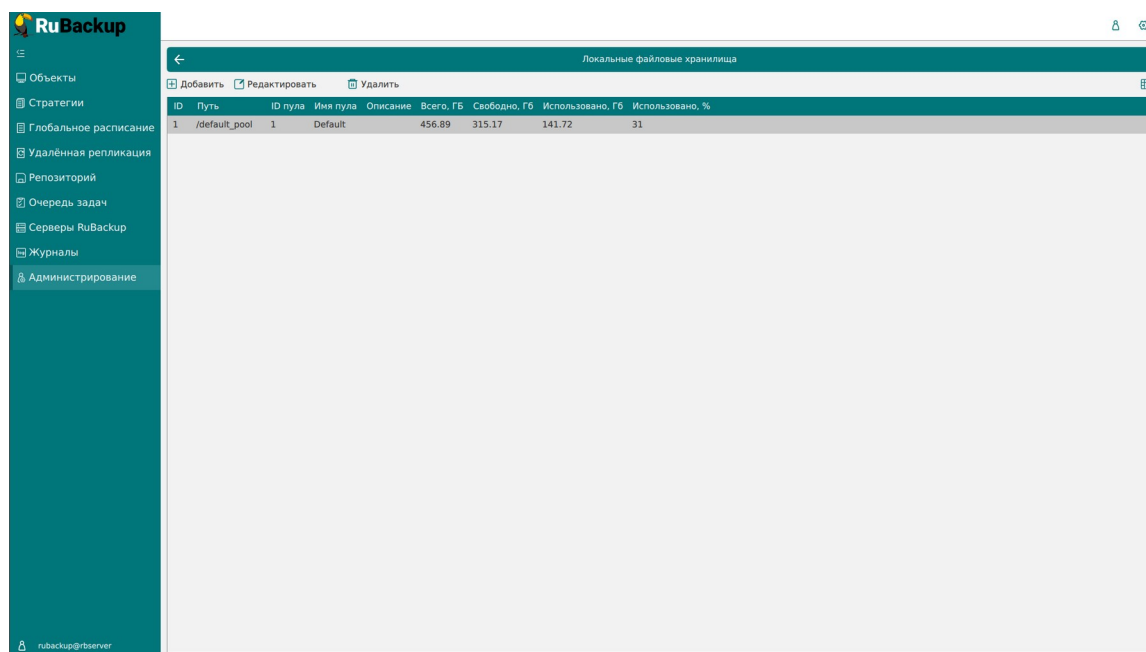 RuBackup
Локальные файловые хранилища
Объекты
Стратегии
Глобальное расписание
Удалённая репликация
Репозиторий
Очередь задач
Серверы RuBackup
Журналы
Администрирование
Добавить Редактировать Удалить
ID Путь ID пула Имя пула Описание Всего, ГБ Свободно, Гб Использовано, Гб Использовано, %
1 /default_pool 1 Default 456.89 315.17 141.72 31
rubackup@rbserver